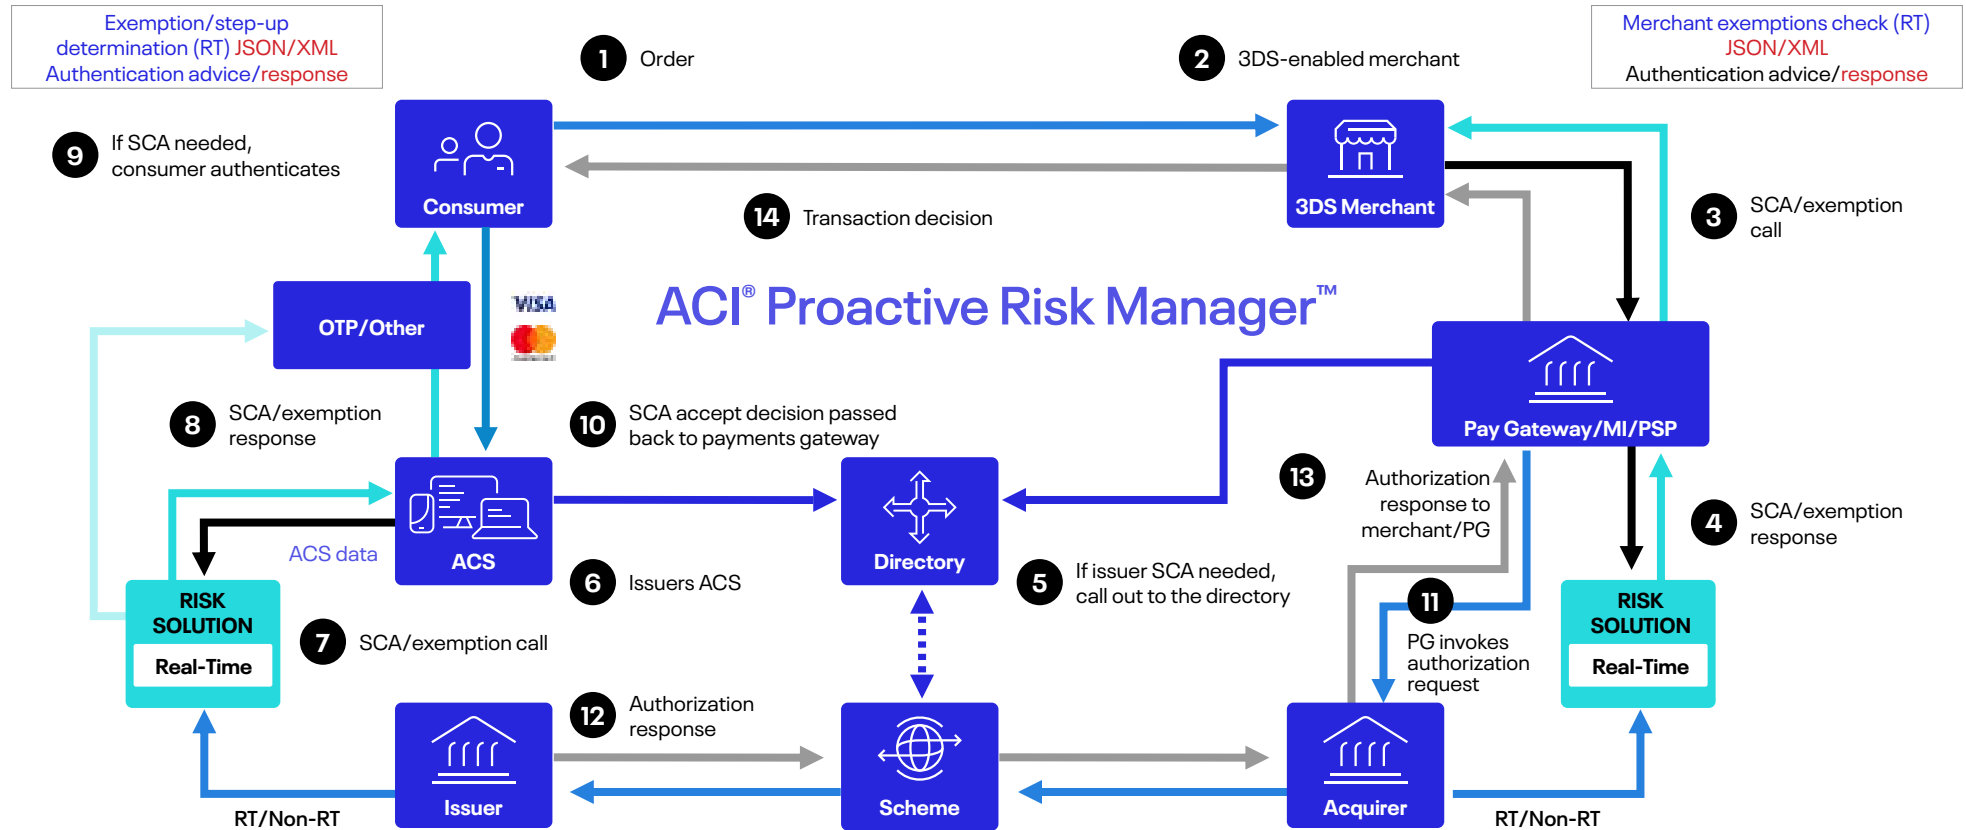 Exemption/step-up
determination (RT) JSON/XML
Authentication advice/response
1 Order
2 3DS-enabled merchant
Merchant exemptions check (RT)
JSON/XML
Authentication advice/response
9 If SCA needed,
consumer authenticates
Consumer
3DS Merchant
14 Transaction decision
3 SCA/exemption
call
OTP/Other
VISA
ACI® Proactive Risk Manager™
Pay Gateway/MI/PSP
8 SCA/exemption
response
10 SCA accept decision passed
back to payments gateway
13 Authorization
response to
merchant/PG
4 SCA/exemption
response
ACS data
ACS
Directory
6 Issuers ACS
5 If issuer SCA needed,
call out to the directory
RISK
SOLUTION
Real-Time
7 SCA/exemption call
11
PG invokes
authorization
request
RISK
SOLUTION
Real-Time
12 Authorization
response
Issuer
Scheme
Acquirer
RT/Non-RT
RT/Non-RT